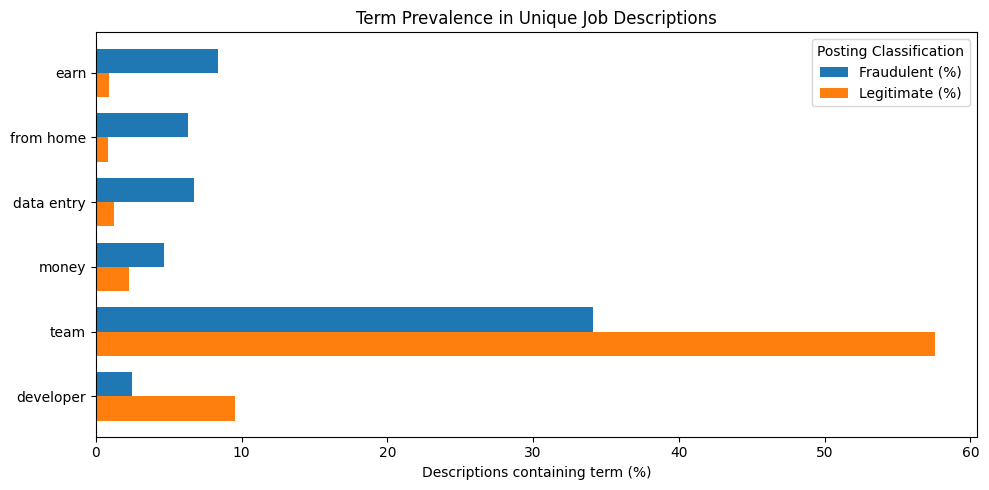 Term Prevalence in Unique Job Descriptions
Posting Classification
Fraudulent (%)
Legitimate (%)
earn
from home
data entry
money
team
developer
0 10 20 30 40 50 60
Descriptions containing term (%)